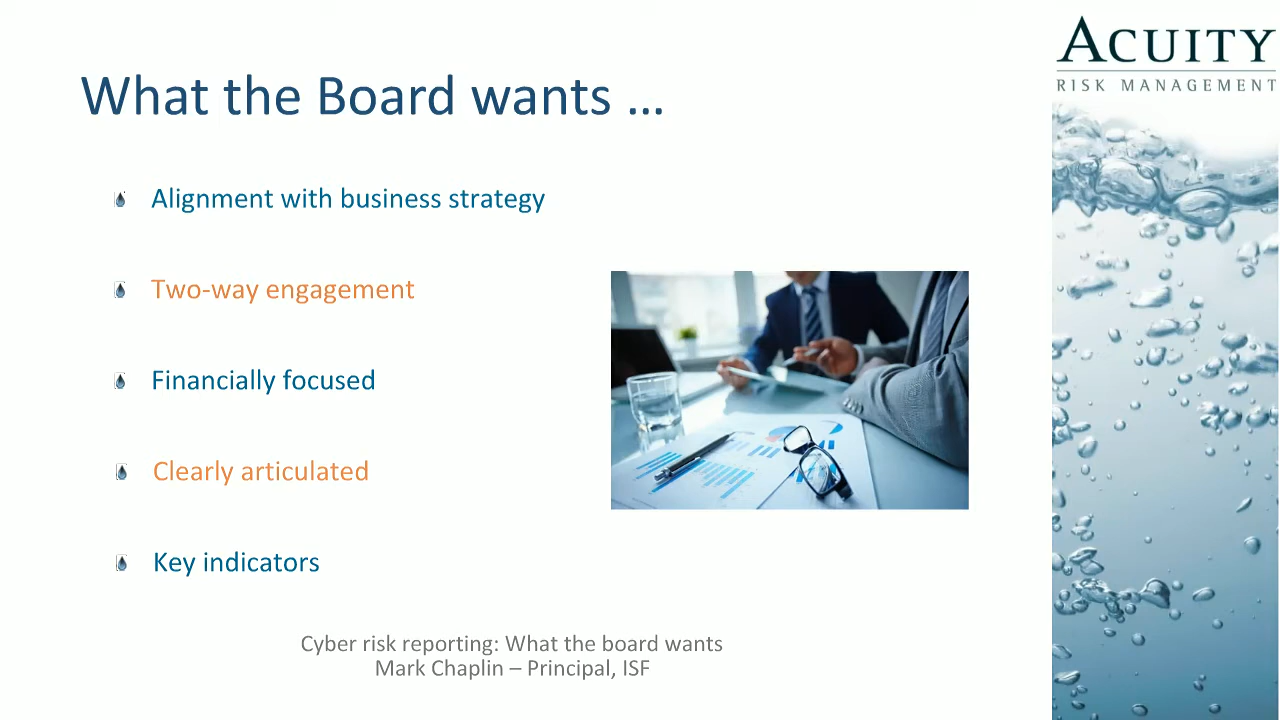 ACUITY
RISK MANAGEMENT
What the Board wants ...
Alignment with business strategy
Two-way engagement
Financially focused
Clearly articulated
Key indicators
Cyber risk reporting: What the board wants
Mark Chaplin – Principal, ISF